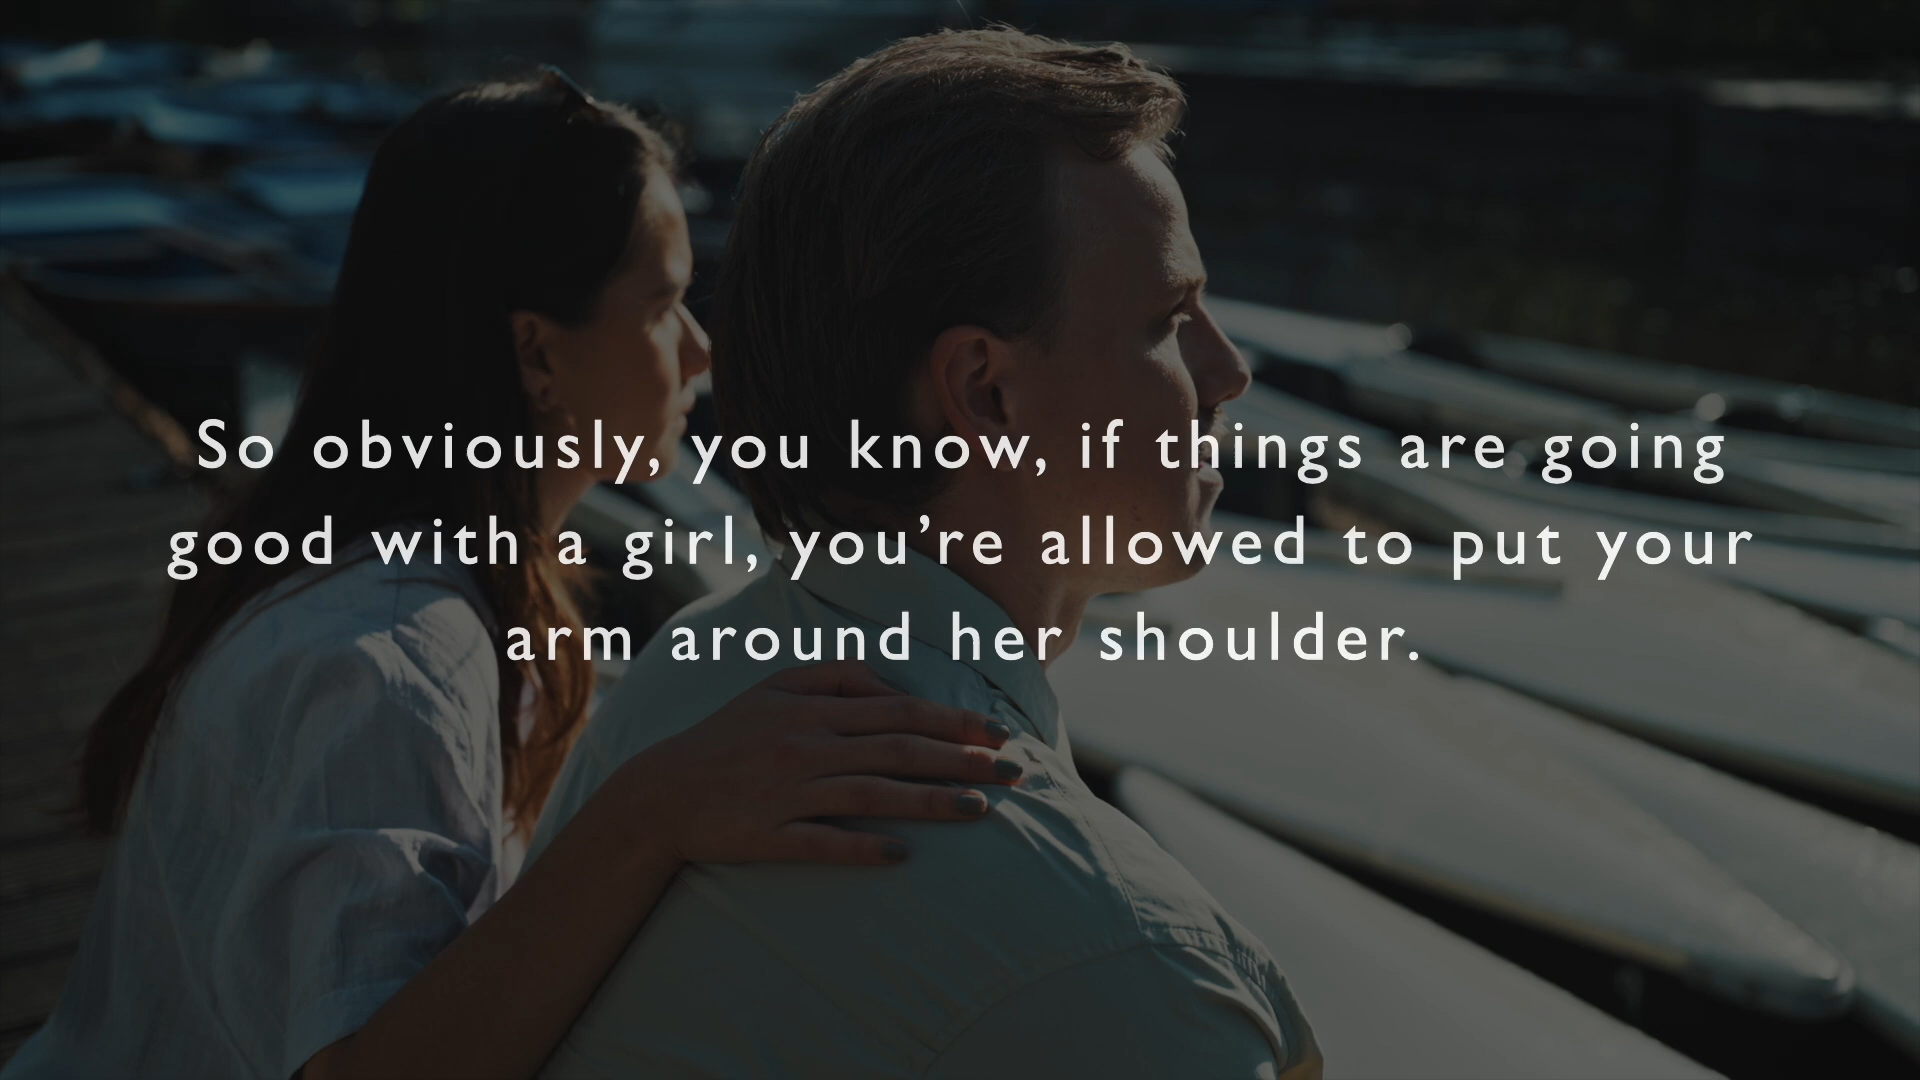 So obviously, you know, if things are going
good with a girl, you’re allowed to put your
arm around her shoulder.